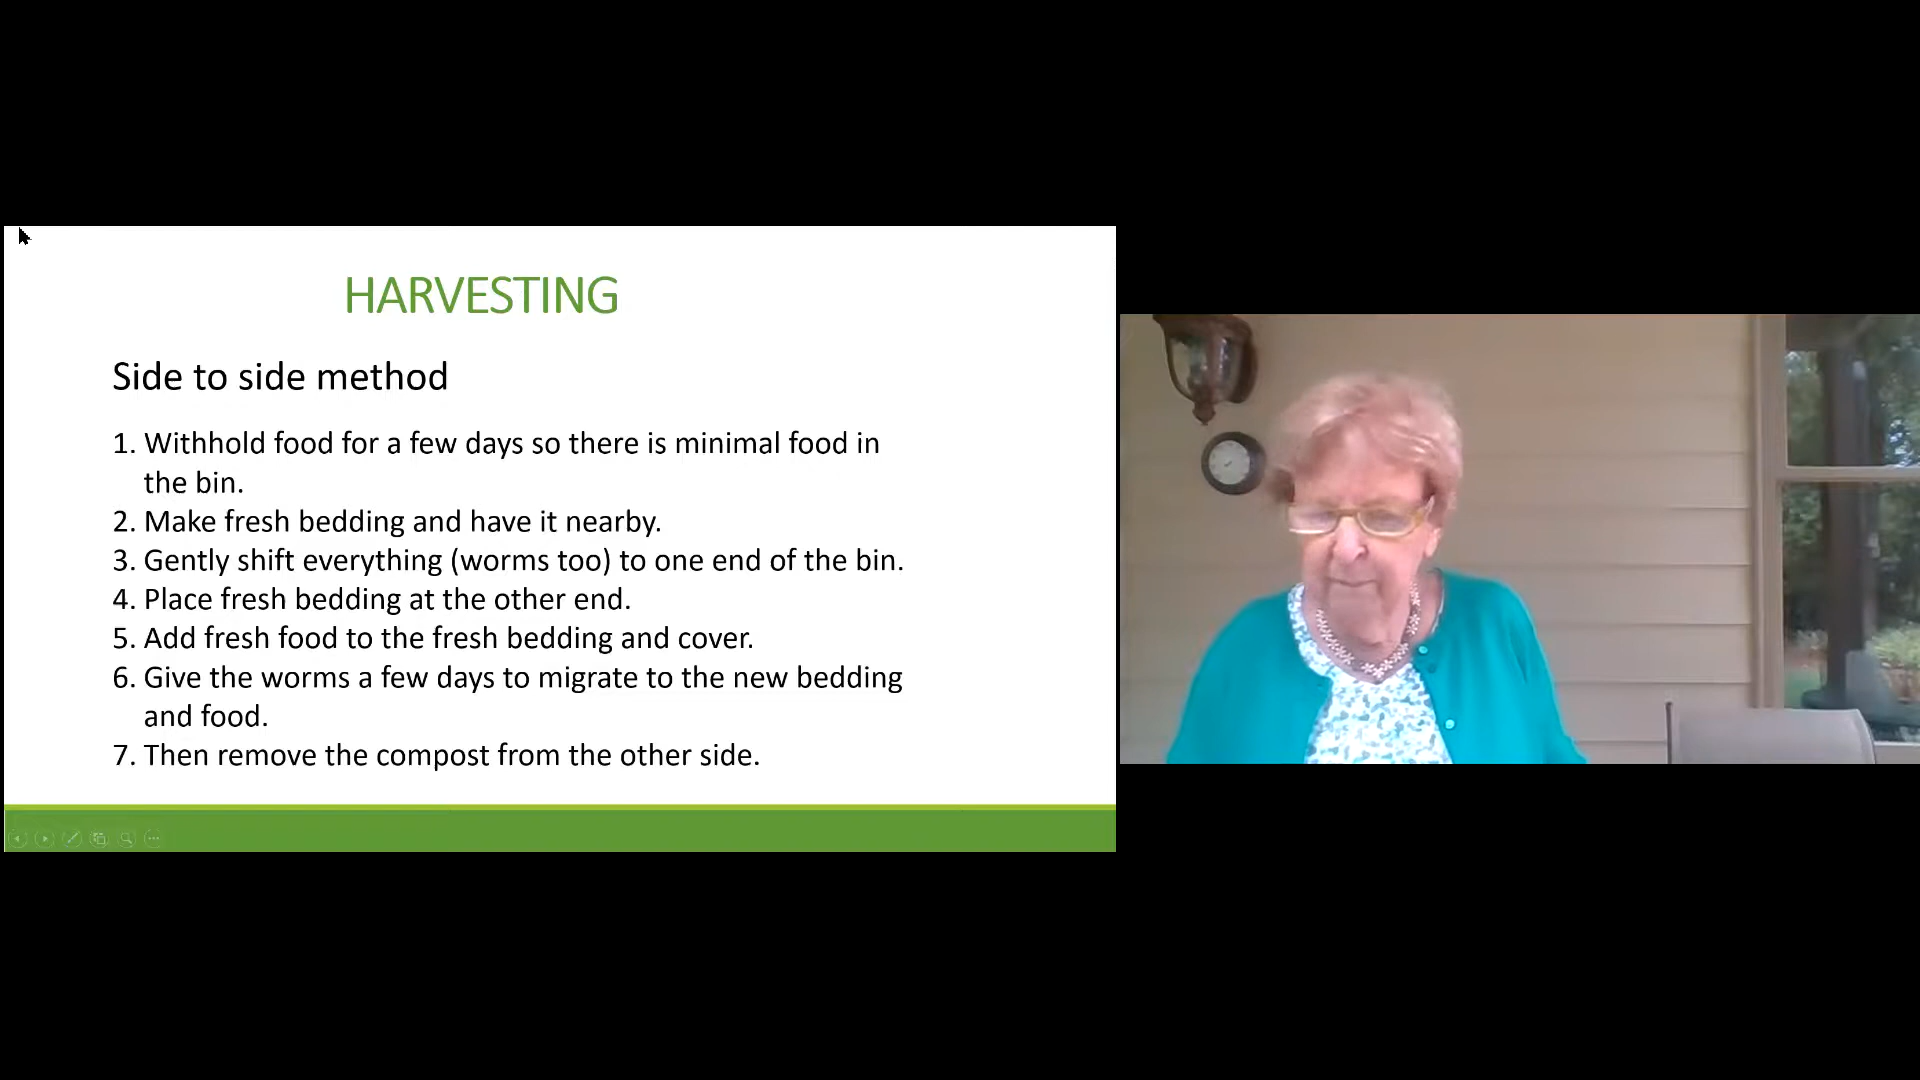 HARVESTING
Side to side method
1. Withhold food for a few days so there is minimal food in
the bin.
2. Make fresh bedding and have it nearby.
3. Gently shift everything (worms too) to one end of the bin.
4. Place fresh bedding at the other end.
5. Add fresh food to the fresh bedding and cover.
6. Give the worms a few days to migrate to the new bedding
and food.
7. Then remove the compost from the other side.